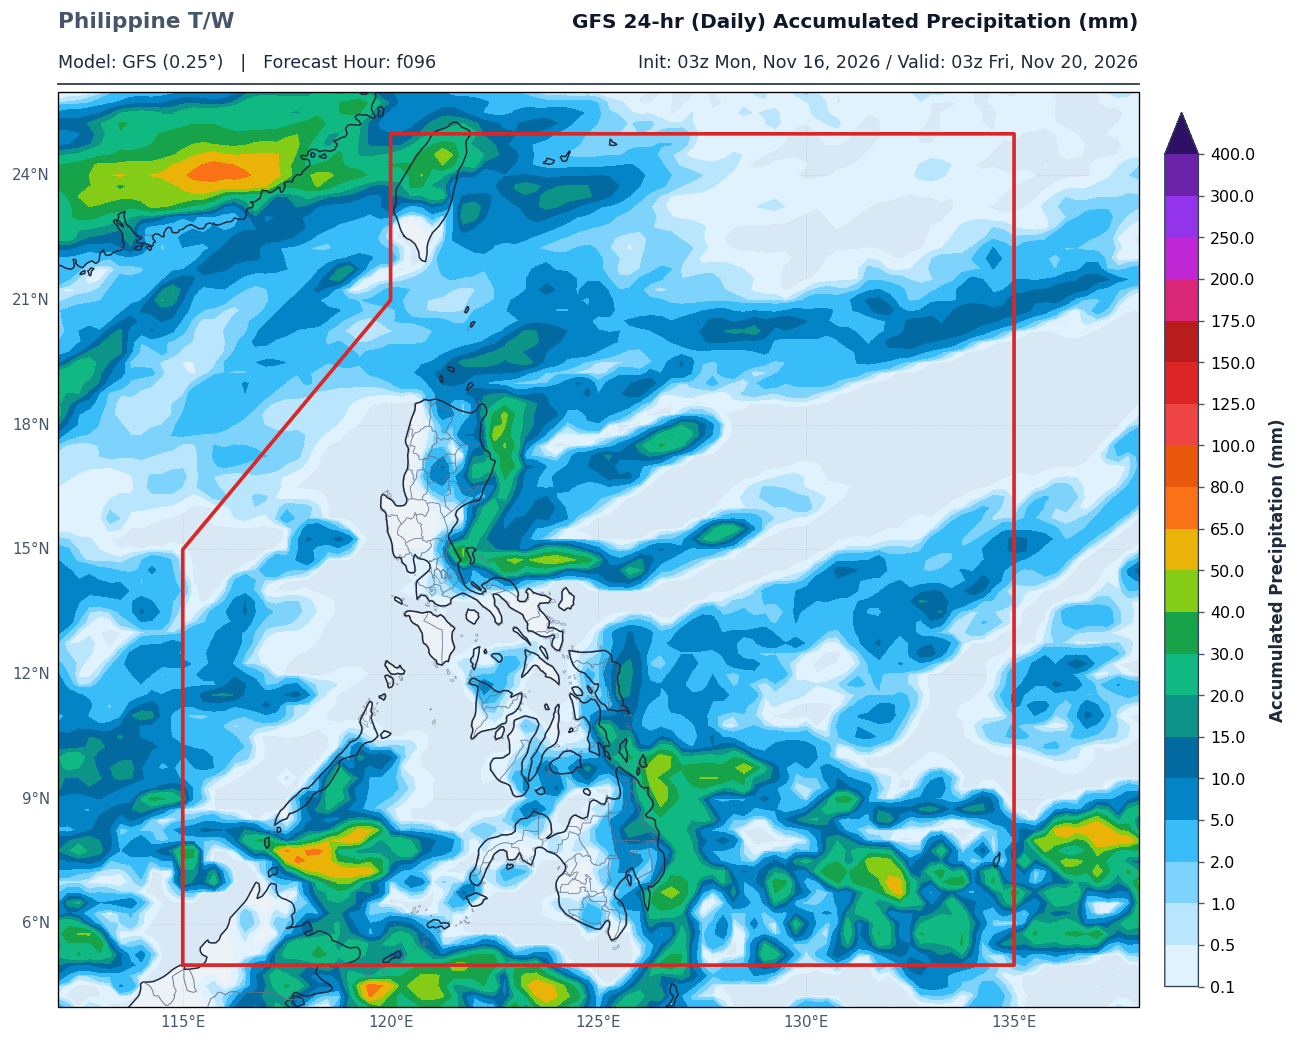 Philippine T/W
GFS 24-hr (Daily) Accumulated Precipitation (mm)
Model: GFS (0.25°)   |   Forecast Hour: f096
Init: 03z Mon, Nov 16, 2026 / Valid: 03z Fri, Nov 20, 2026
24°N
21°N
18°N
15°N
12°N
9°N
6°N
115°E
120°E
125°E
130°E
135°E
400.0
300.0
250.0
200.0
175.0
150.0
125.0
100.0
80.0
65.0
50.0
40.0
30.0
20.0
15.0
10.0
5.0
2.0
1.0
0.5
0.1
Accumulated Precipitation (mm)